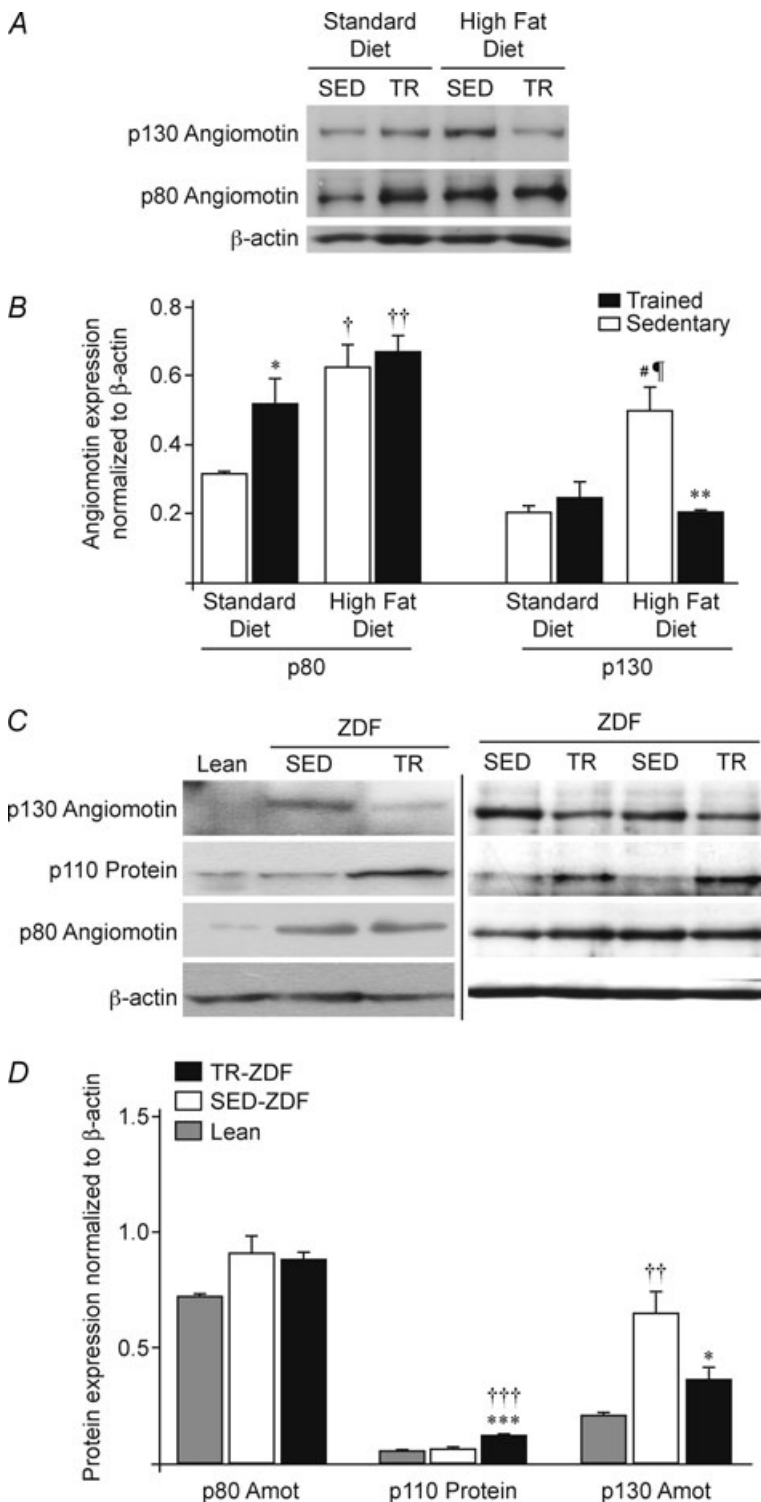 A
Standard Diet
High Fat Diet
SED TR SED TR
p130 Angiomotin
p80 Angiomotin
β-actin
B
Angiomotin expression
normalized to β-actin
0.8
0.6
0.4
0.2
Trained
Sedentary
*
†
††
#¶
**
Standard Diet
High Fat Diet
Standard Diet
High Fat Diet
p80
p130
C
ZDF
ZDF
Lean SED TR
SED TR SED TR
p130 Angiomotin
p110 Protein
p80 Angiomotin
β-actin
D
Protein expression normalized to β-actin
TR-ZDF
SED-ZDF
Lean
1.5
1.0
0.5
†††
***
††
*
p80 Amot
p110 Protein
p130 Amot